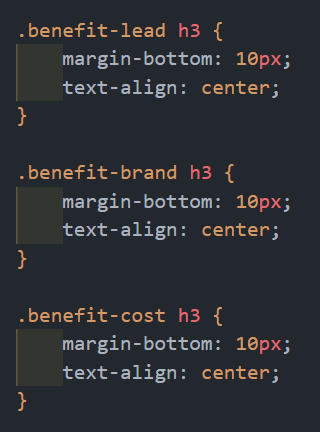 .benefit-lead h3 {
    margin-bottom: 10px;
    text-align: center;
}

.benefit-brand h3 {
    margin-bottom: 10px;
    text-align: center;
}

.benefit-cost h3 {
    margin-bottom: 10px;
    text-align: center;
}